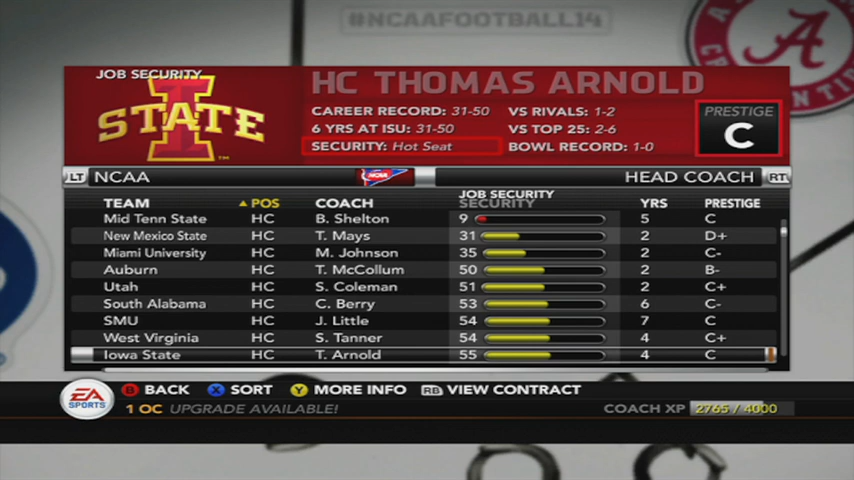 #NCAAFOOTBALL14
JOB SECURITY
I
STATE
TM
HC THOMAS ARNOLD
CAREER RECORD: 31-50 VS RIVALS: 1-2
6 YRS AT ISU: 31-50 VS TOP 25: 2-6
SECURITY: Hot Seat BOWL RECORD: 1-0
PRESTIGE
C
LT NCAA NCAA HEAD COACH RT
JOB SECURITY
TEAM POS COACH SECURITY YRS PRESTIGE
Mid Tenn State HC B. Shelton 9 5 C
New Mexico State HC T. Mays 31 2 D+
Miami University HC M. Johnson 35 2 C-
Auburn HC T. McCollum 50 2 B-
Utah HC S. Coleman 51 2 C+
South Alabama HC C. Berry 53 6 C-
SMU HC J. Little 54 7 C
West Virginia HC S. Tanner 54 4 C+
Iowa State HC T. Arnold 55 4 C
EA SPORTS
B BACK X SORT Y MORE INFO RB VIEW CONTRACT
1 OC UPGRADE AVAILABLE! COACH XP 2765 / 4000